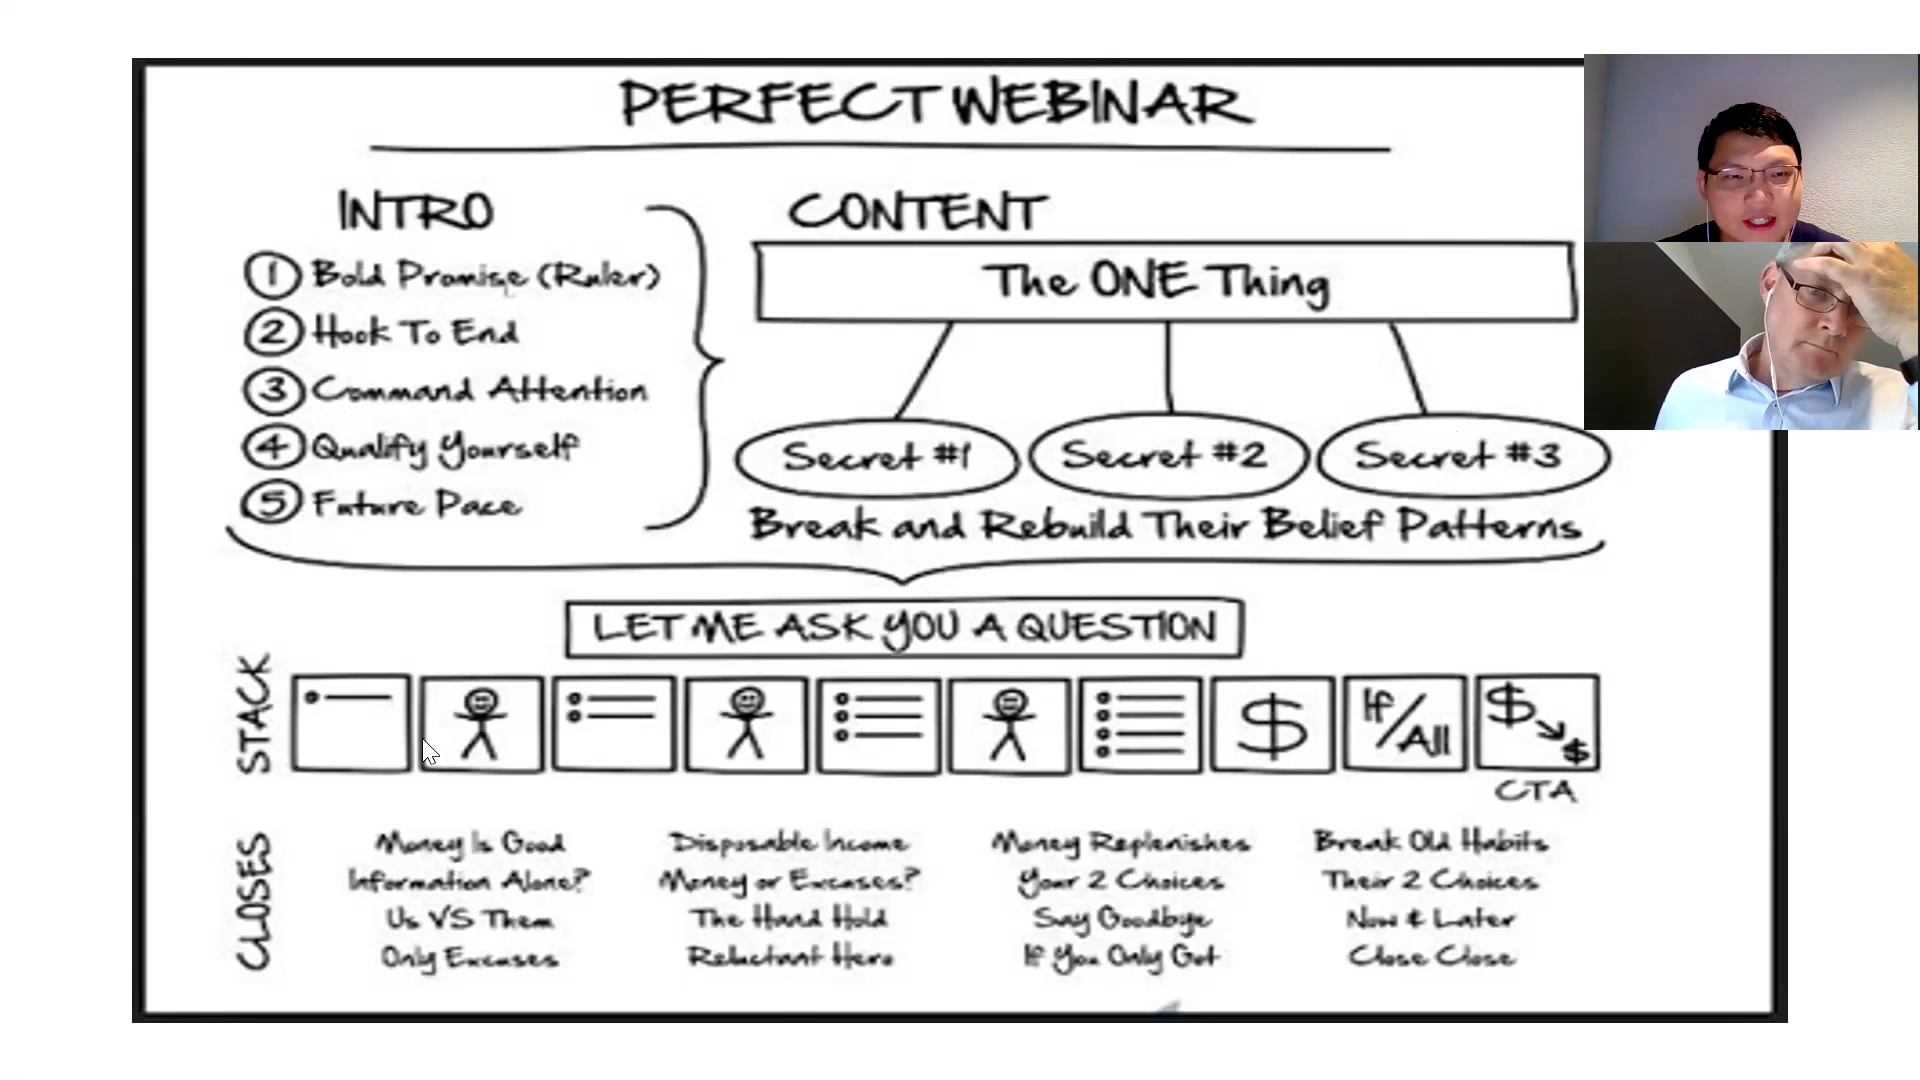 PERFECT WEBINAR
INTRO
1 Bold Promise (Ruler)
2 Hook To End
3 Command Attention
4 Qualify Yourself
5 Future Pace
CONTENT
The ONE Thing
Secret #1
Secret #2
Secret #3
Break and Rebuild Their Belief Patterns
LET ME ASK YOU A QUESTION
STACK
$
If/All
$ $
CTA
CLOSES
Money Is Good
Information Alone?
Us VS Them
Only Excuses
Disposable Income
Money or Excuses?
The Hand Hold
Reluctant Hero
Money Replenishes
Your 2 Choices
Say Goodbye
If You Only Got
Break Old Habits
Their 2 Choices
Now & Later
Close Close